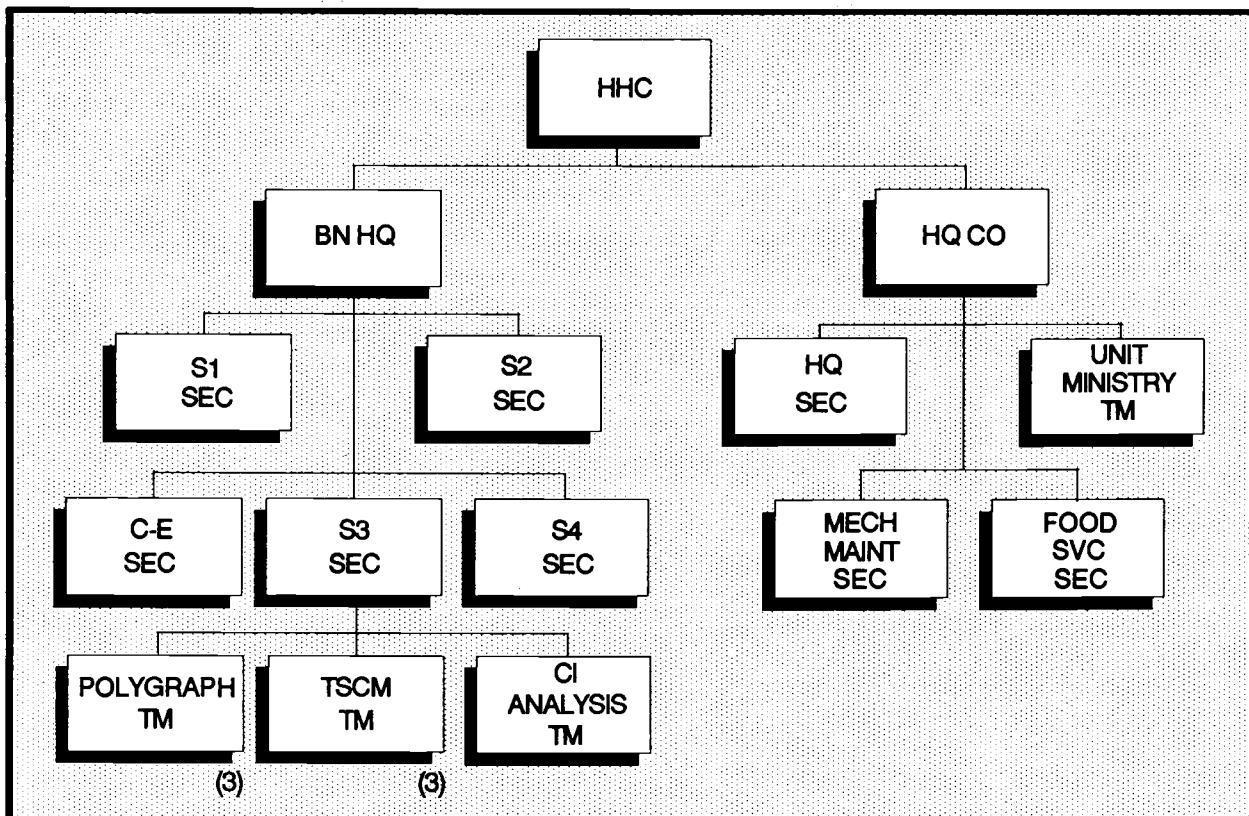 HHC
BN HQ
HQ CO
S1
SEC
S2
SEC
HQ
SEC
UNIT
MINISTRY
TM
C-E
SEC
S3
SEC
S4
SEC
MECH
MAINT
SEC
FOOD
SVC
SEC
POLYGRAPH
TM
(3)
TSCM
TM
(3)
CI
ANALYSIS
TM